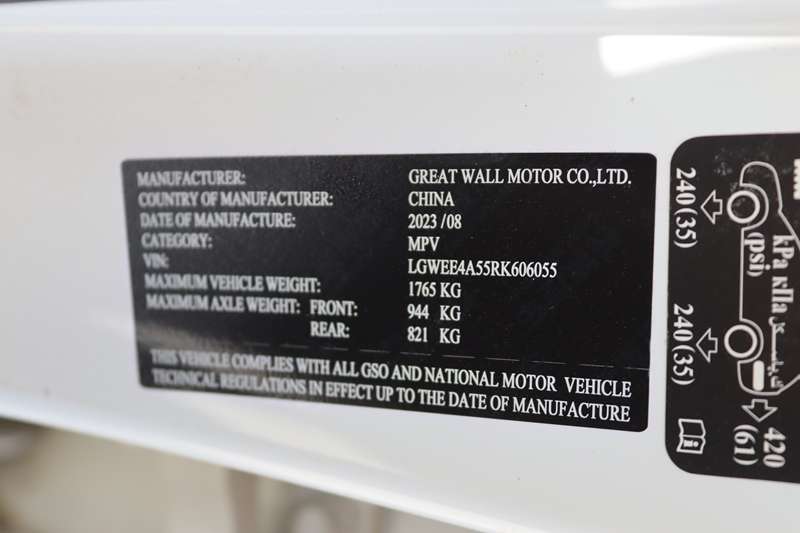 MANUFACTURER: GREAT WALL MOTOR CO.,LTD.
COUNTRY OF MANUFACTURER: CHINA
DATE OF MANUFACTURE: 2023 /08
CATEGORY: MPV
VIN: LGWEE4A55RK606055
MAXIMUM VEHICLE WEIGHT: 1765 KG
MAXIMUM AXLE WEIGHT: FRONT: 944 KG
REAR: 821 KG
THIS VEHICLE COMPLIES WITH ALL GSO AND NATIONAL MOTOR VEHICLE
TECHNICAL REGULATIONS IN EFFECT UP TO THE DATE OF MANUFACTURE
240 (35)
240 (35)
kPa кПа
(psi)
420
(61)